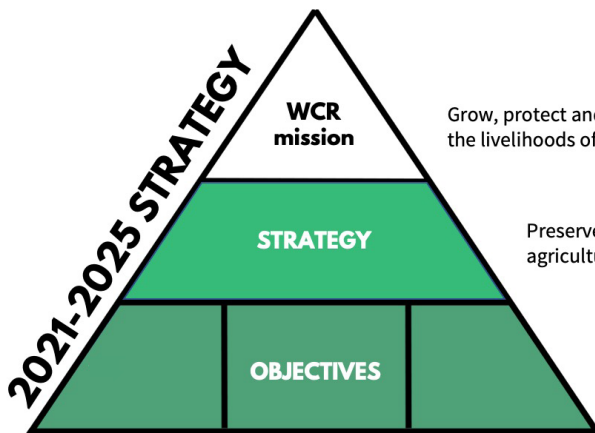 2021-2025 STRATEGY
WCR
mission
Grow, protect and
the livelihoods of
STRATEGY
Preserve
agricultu
OBJECTIVES